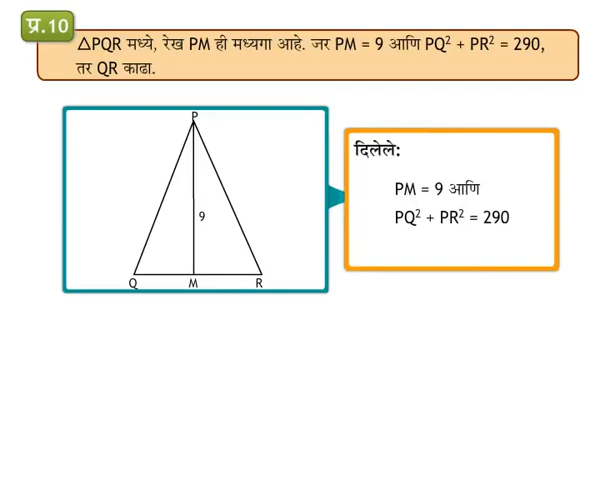 प्र.10
△PQR मध्ये, रेख PM ही मध्यगा आहे. जर PM = 9 आणि PQ² + PR² = 290,
तर QR काढा.
P
9
Q M R
दिलेले:
PM = 9 आणि
PQ² + PR² = 290